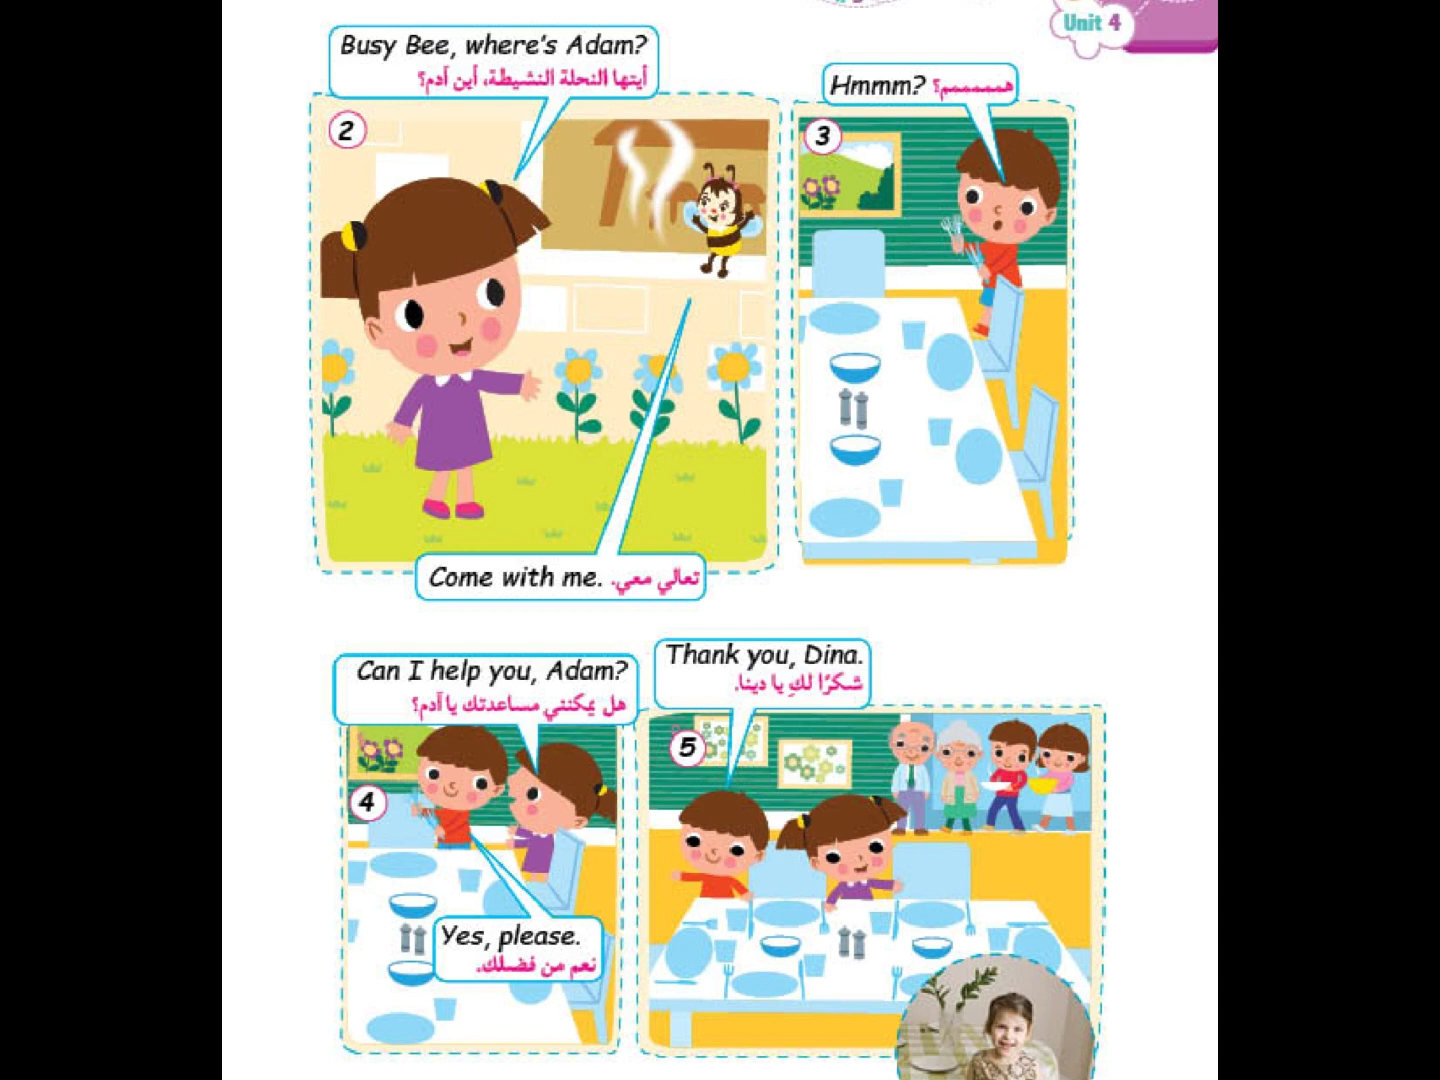 Unit 4
Busy Bee, where's Adam?
أيتها النحلة النشيطة، أين آدم؟
2
Come with me. تعالي معي.
Hmmm? هممممممم؟
3
Can I help you, Adam?
هل يمكنني مساعدتك يا آدم؟
4
Yes, please.
نعم من فضلك.
Thank you, Dina.
شكرًا لكِ يا دينا.
5